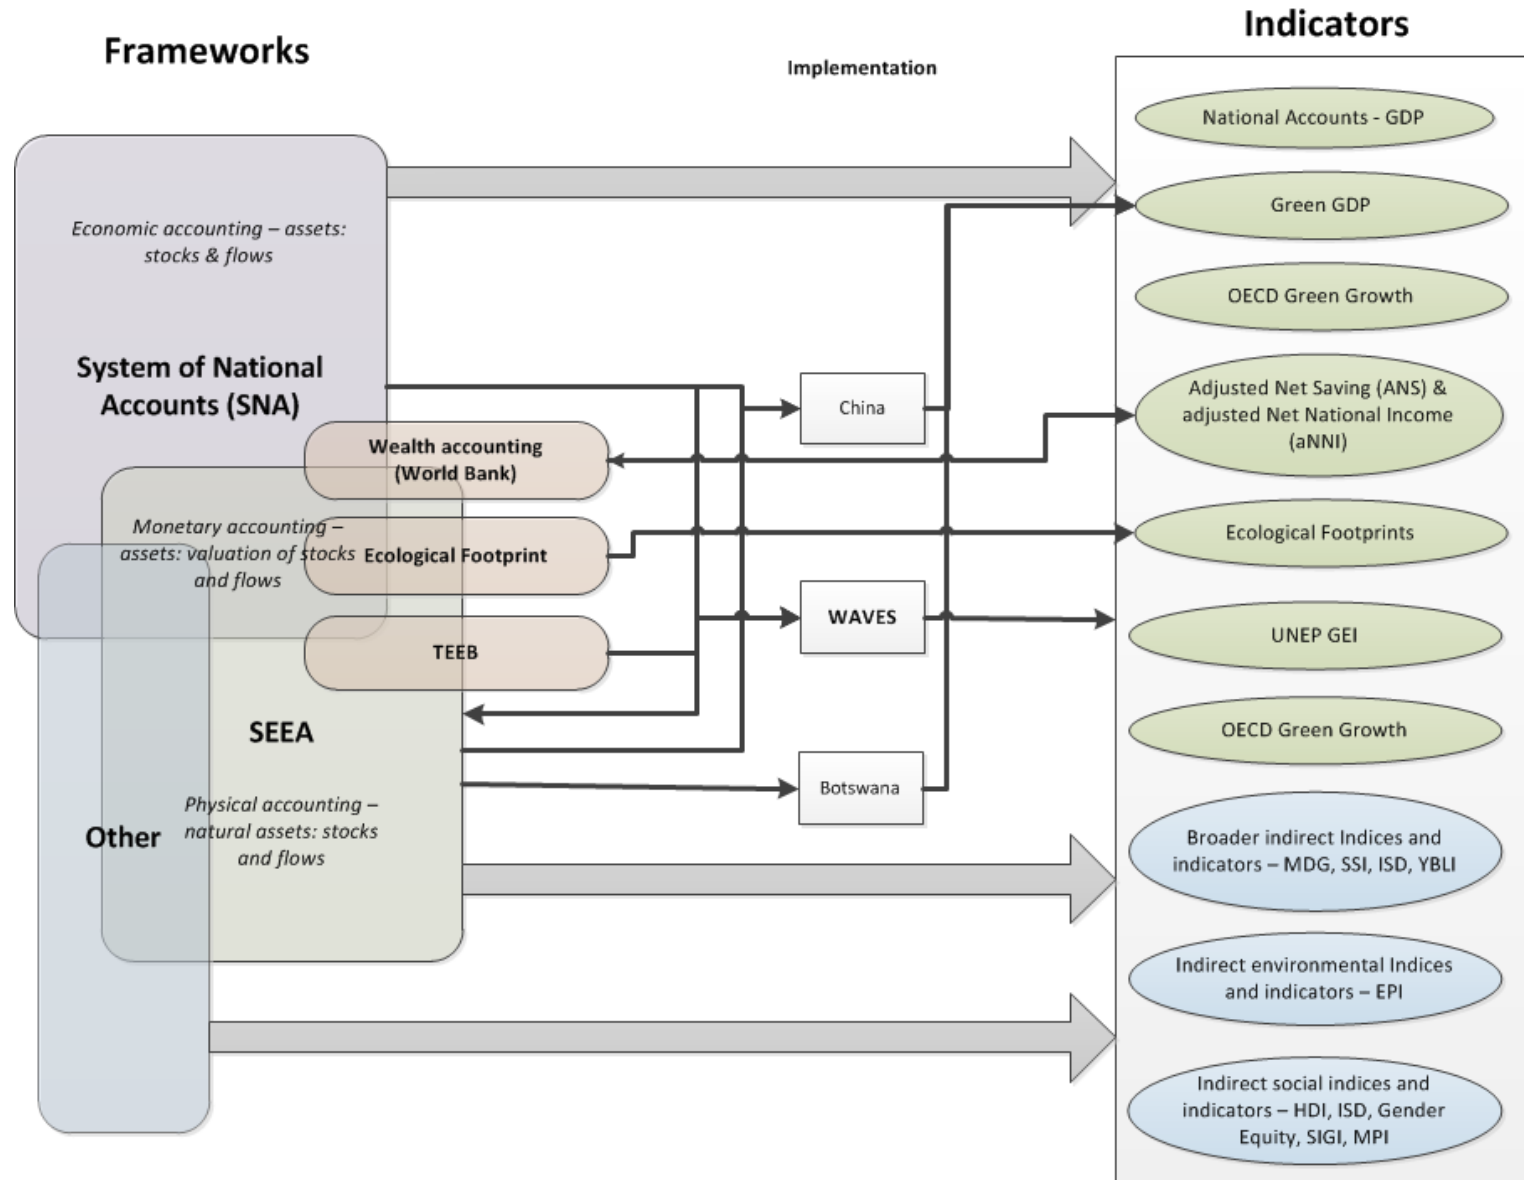 Frameworks
Implementation
Indicators
Economic accounting – assets:
stocks & flows
System of National
Accounts (SNA)
Wealth accounting
(World Bank)
Monetary accounting –
assets: valuation of stocks
and flows
Ecological Footprint
TEEB
SEEA
Physical accounting –
natural assets: stocks
and flows
Other
China
WAVES
Botswana
National Accounts - GDP
Green GDP
OECD Green Growth
Adjusted Net Saving (ANS) &
adjusted Net National Income
(aNNI)
Ecological Footprints
UNEP GEI
OECD Green Growth
Broader indirect Indices and
indicators – MDG, SSI, ISD, YBLI
Indirect environmental Indices
and indicators – EPI
Indirect social indices and
indicators – HDI, ISD, Gender
Equity, SIGI, MPI